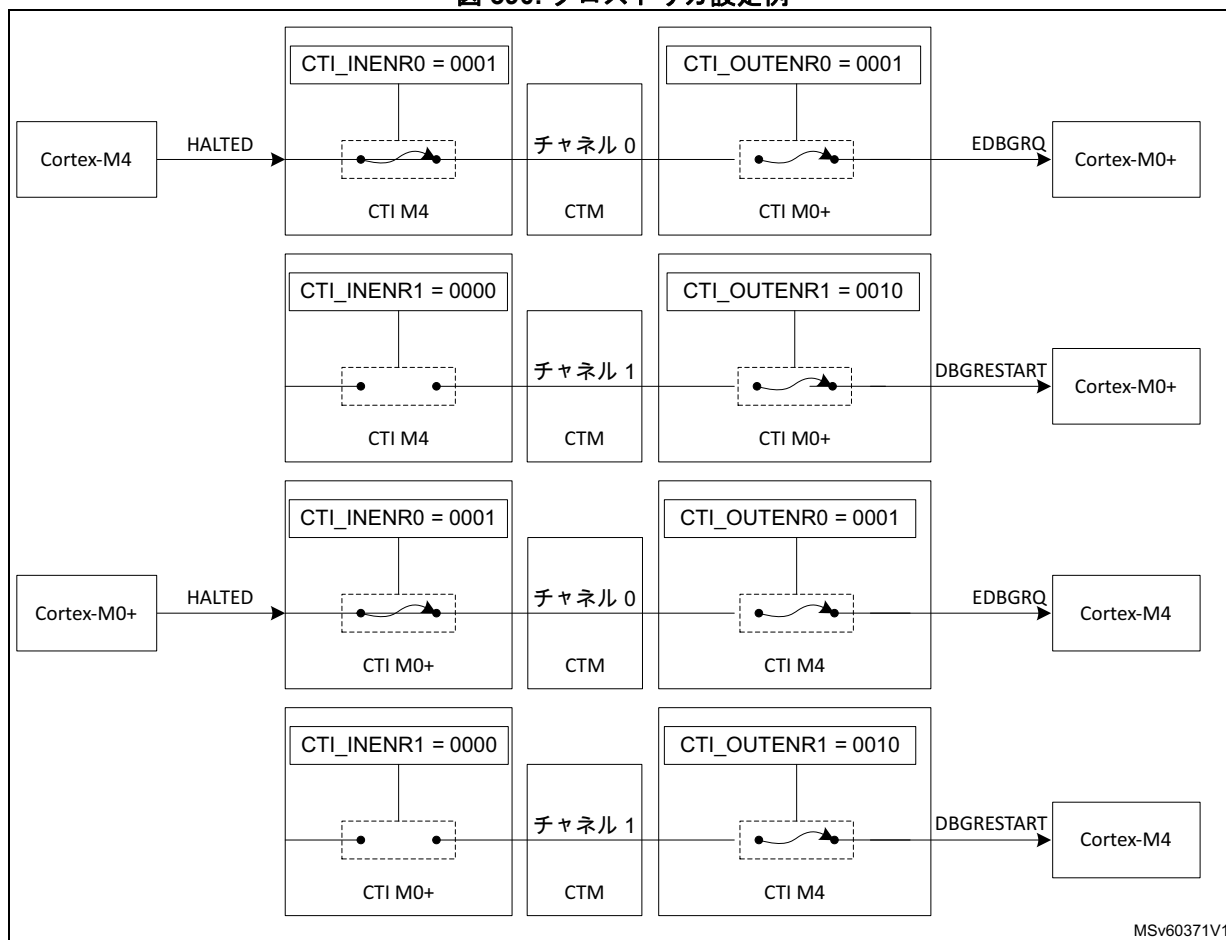 CTI_INENR0 = 0001
CTI_OUTENR0 = 0001
Cortex-M4
HALTED
チャネル 0
EDBGRQ
Cortex-M0+
CTI M4
CTM
CTI M0+
CTI_INENR1 = 0000
CTI_OUTENR1 = 0010
チャネル 1
DBGRESTART
Cortex-M0+
CTI M4
CTM
CTI M0+
CTI_INENR0 = 0001
CTI_OUTENR0 = 0001
Cortex-M0+
HALTED
チャネル 0
EDBGRQ
Cortex-M4
CTI M0+
CTM
CTI M4
CTI_INENR1 = 0000
CTI_OUTENR1 = 0010
チャネル 1
DBGRESTART
Cortex-M4
CTI M0+
CTM
CTI M4
MSv60371V1